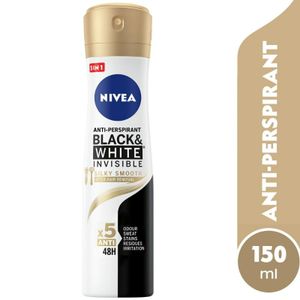 5 IN 1
NIVEA
ANTI-PERSPIRANT
BLACK&
WHITE
INVISIBLE
SILKY SMOOTH
x5
ANTI
48H
ODOUR
SWEAT
STAINS
RESIDUES
IRRITATION
ANTI-PERSPIRANT
150
ml